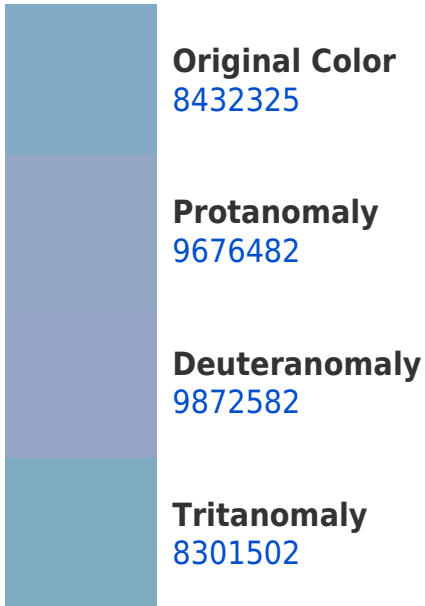 Original Color
8432325
Protanomaly
9676482
Deuteranomaly
9872582
Tritanomaly
8301502